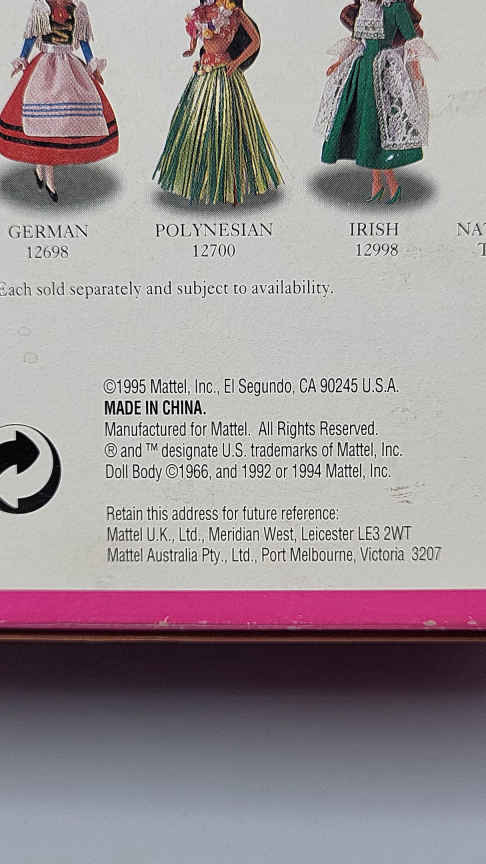 GERMAN
12698
POLYNESIAN
12700
IRISH
12998
Each sold separately and subject to availability.
©1995 Mattel, Inc., El Segundo, CA 90245 U.S.A.
MADE IN CHINA.
Manufactured for Mattel. All Rights Reserved.
® and ™ designate U.S. trademarks of Mattel, Inc.
Doll Body ©1966, and 1992 or 1994 Mattel, Inc.
Retain this address for future reference:
Mattel U.K., Ltd., Meridian West, Leicester LE3 2WT
Mattel Australia Pty., Ltd., Port Melbourne, Victoria 3207